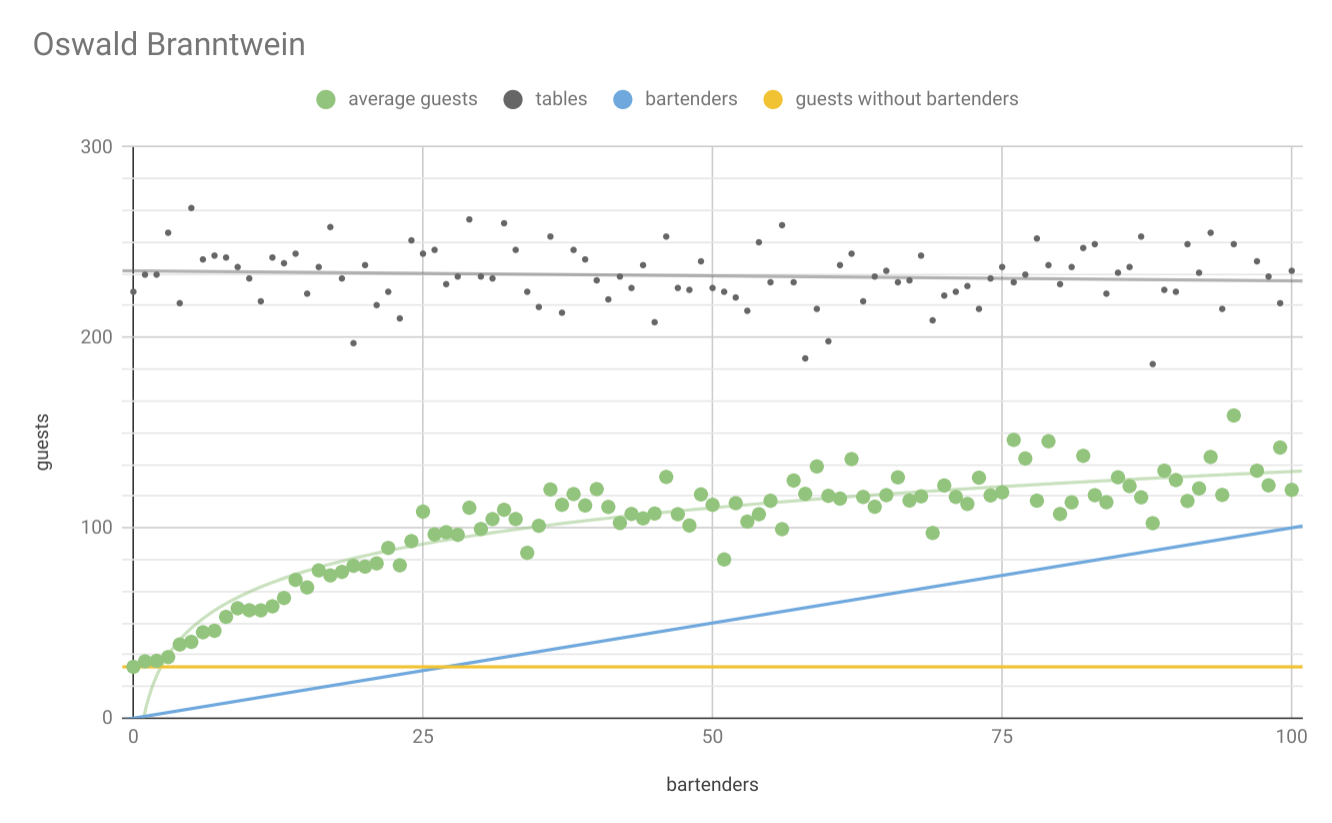 Oswald Branntwein
average guests tables bartenders guests without bartenders
300
200
100
0
guests
0 25 50 75 100
bartenders